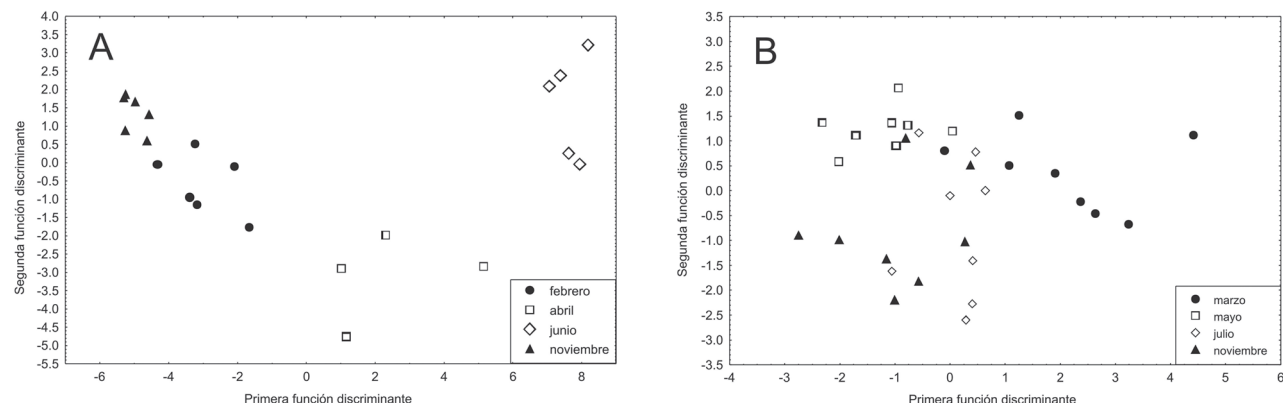 A
Segunda función discriminante
4.0
3.5
3.0
2.5
2.0
1.5
1.0
0.5
0.0
-0.5
-1.0
-1.5
-2.0
-2.5
-3.0
-3.5
-4.0
-4.5
-5.0
-5.5
-6 -4 -2 0 2 4 6 8
Primera función discriminante
febrero
abril
junio
noviembre
B
Segunda función discriminante
3.5
3.0
2.5
2.0
1.5
1.0
0.5
0.0
-0.5
-1.0
-1.5
-2.0
-2.5
-3.0
-3.5
-4 -3 -2 -1 0 1 2 3 4 5 6
Primera función discriminante
marzo
mayo
julio
noviembre